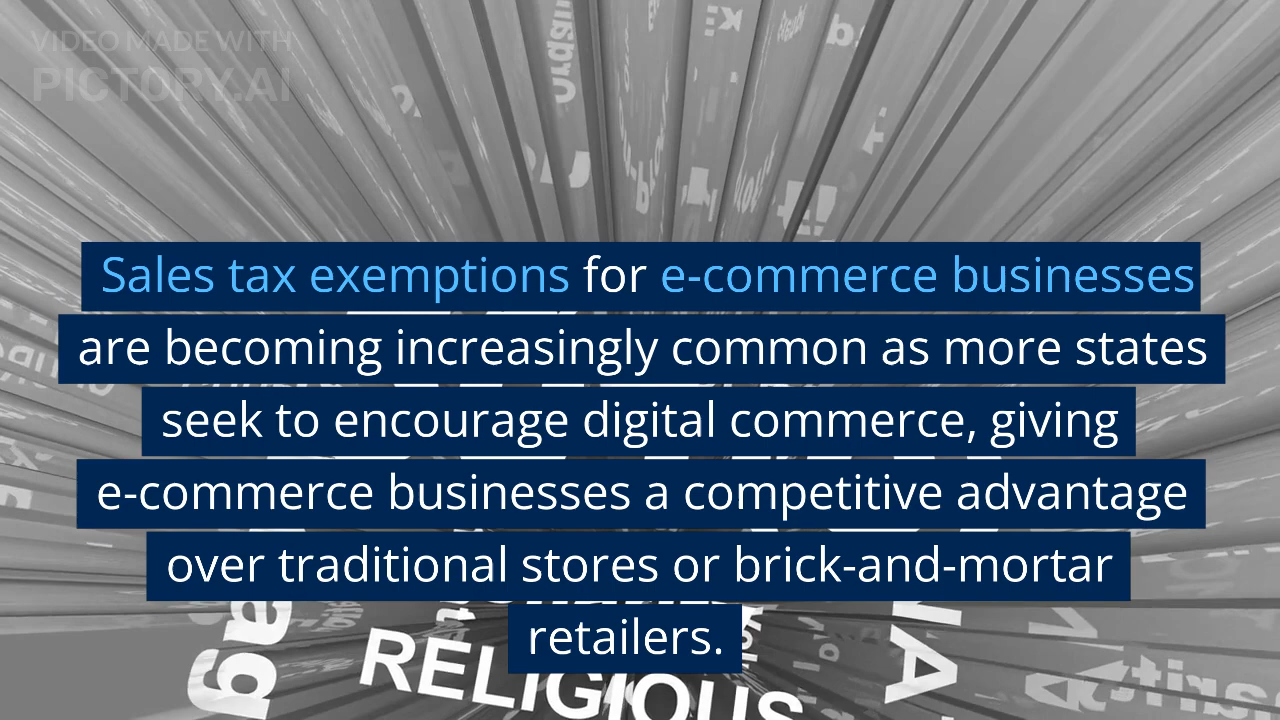 VIDEO MADE WITH
PICTORY.AI
Sales tax exemptions for e-commerce businesses
are becoming increasingly common as more states
seek to encourage digital commerce, giving
e-commerce businesses a competitive advantage
over traditional stores or brick-and-mortar
retailers.
RELIGIOUS